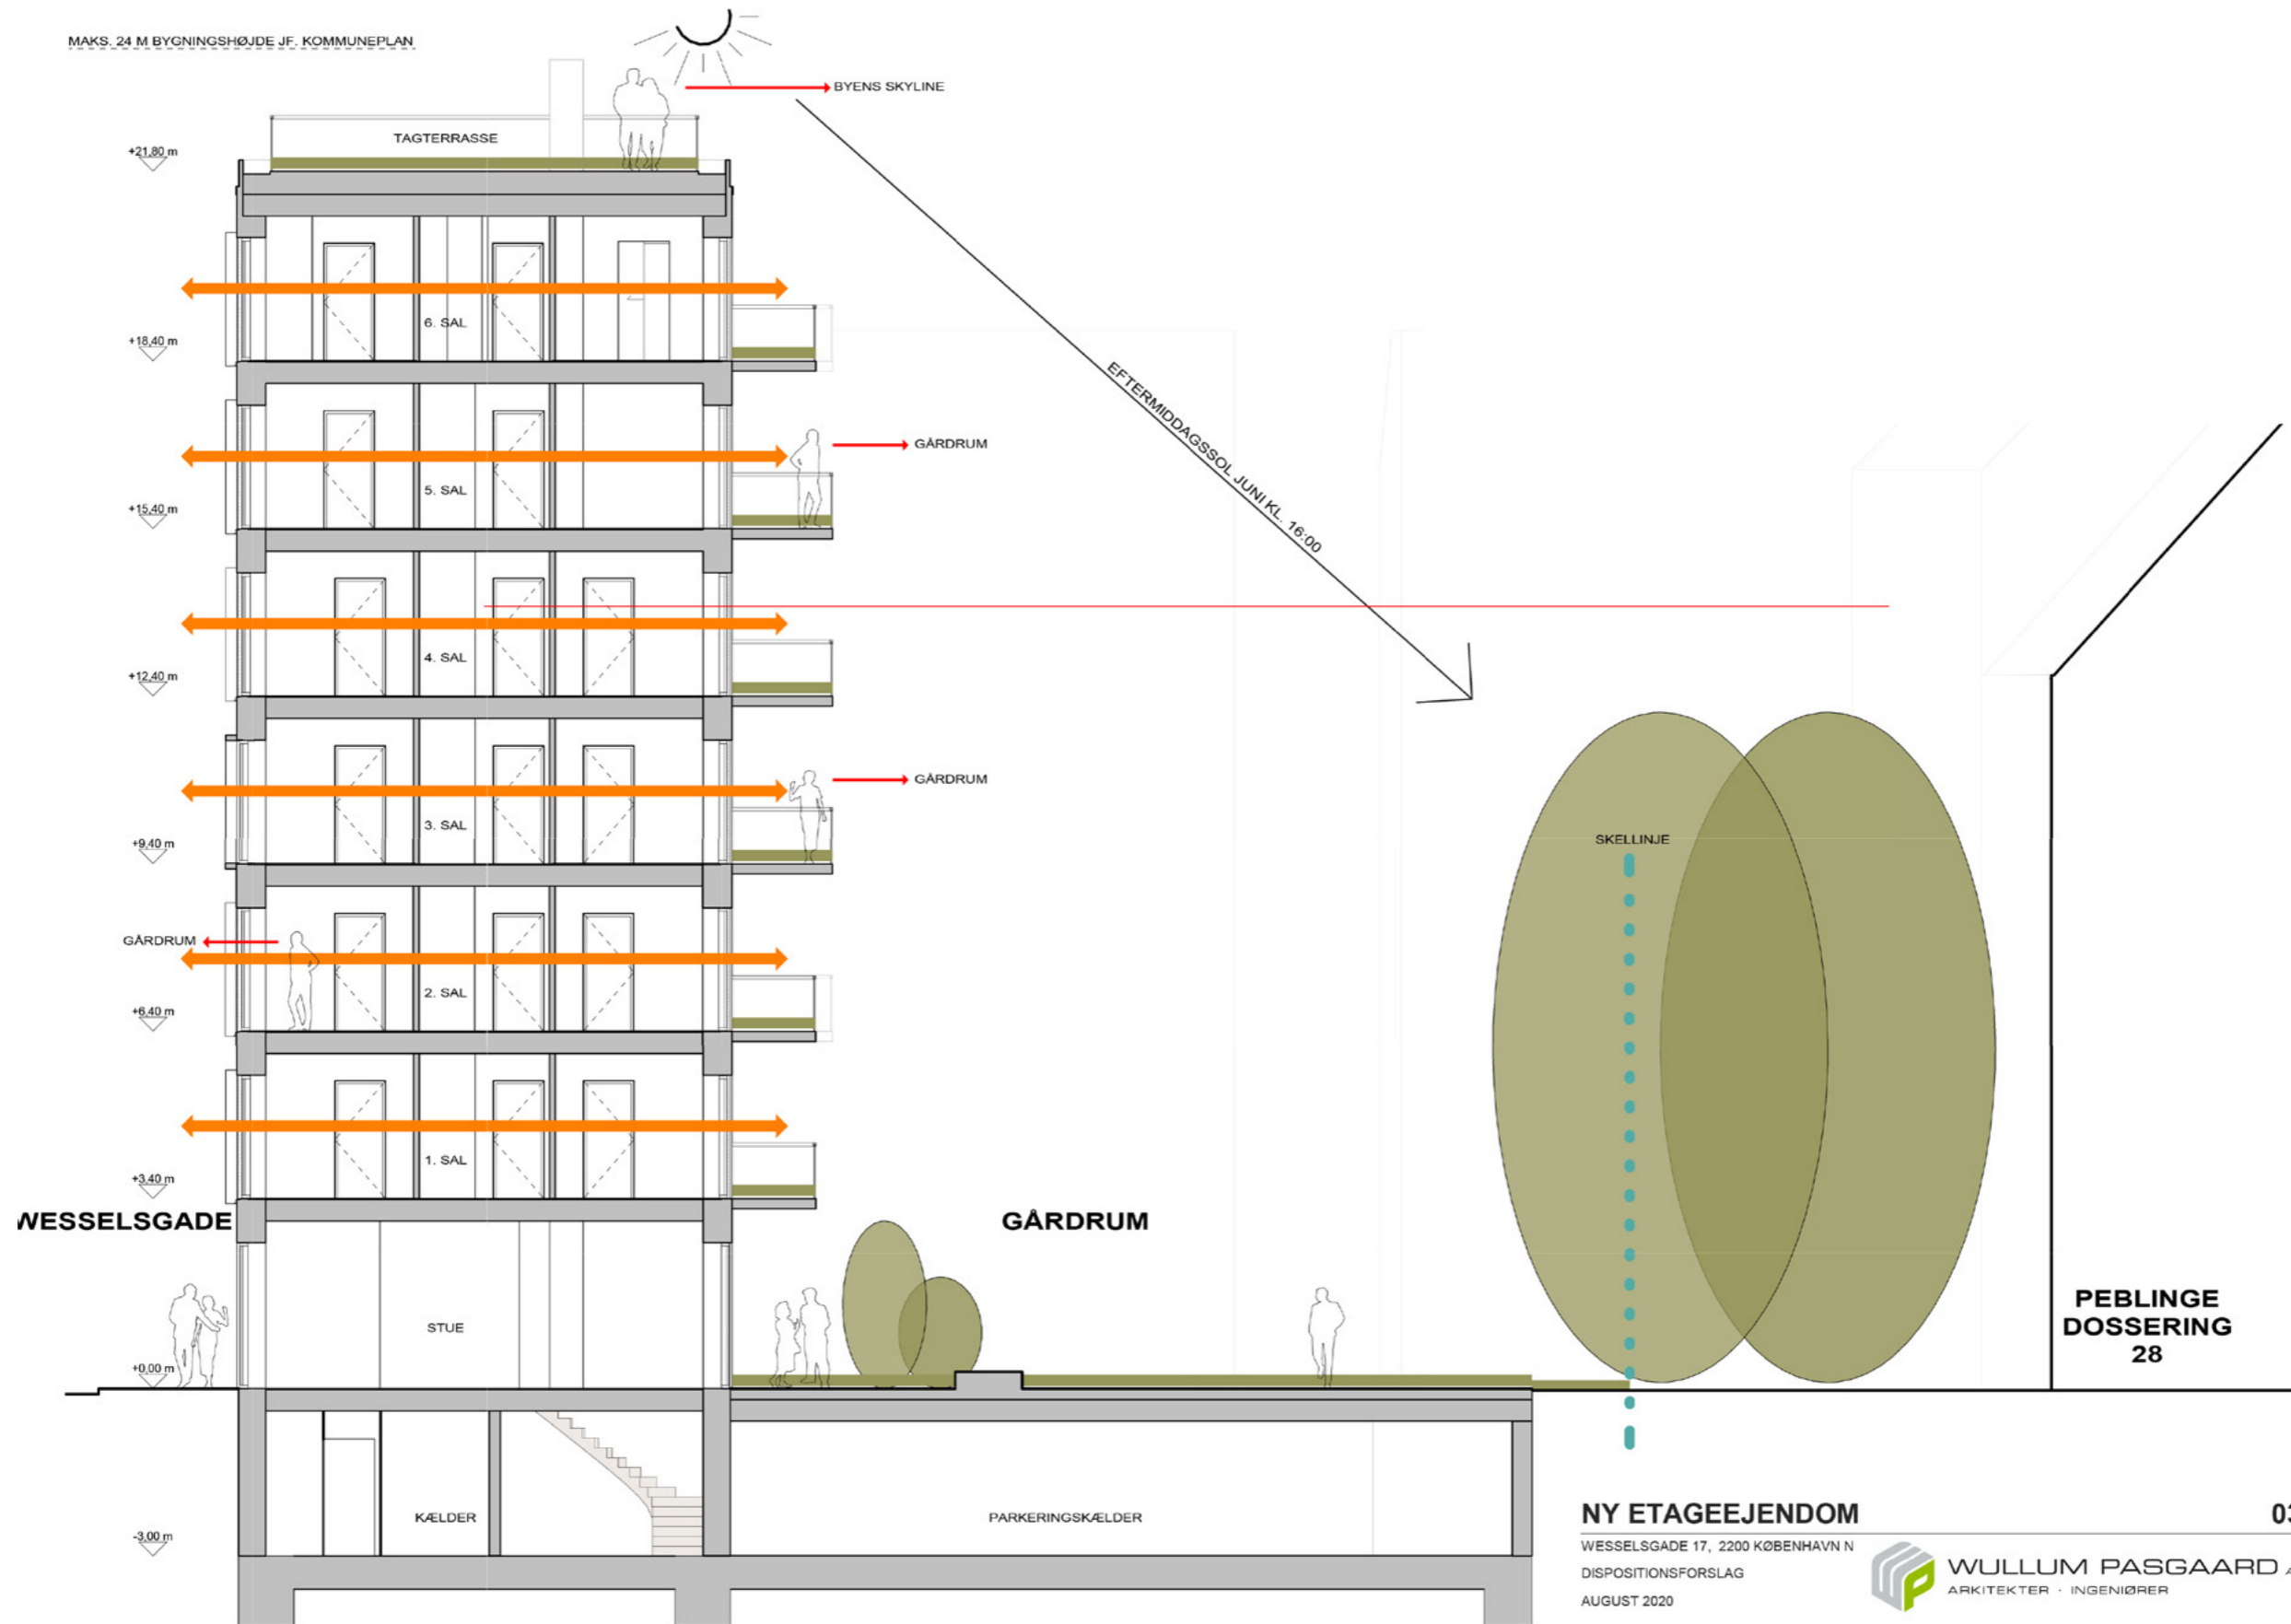 MAKS. 24 M BYGNINGSHØJDE JF. KOMMUNEPLAN
BYENS SKYLINE
TAGTERRASSE
+21,80 m
6. SAL
+18,40 m
EFTERMIDDAGSSOL JUNI KL. 16:00
GÅRDRUM
5. SAL
+15,40 m
4. SAL
+12,40 m
GÅRDRUM
3. SAL
SKELLINJE
+9,40 m
GÅRDRUM
2. SAL
+6,40 m
1. SAL
+3,40 m
WESSELSGADE
GÅRDRUM
STUE
PEBLINGE
DOSSERING
28
+0,00 m
KÆLDER
PARKERINGSKÆLDER
-3,00 m
NY ETAGEEJENDOM
03
WESSELSGADE 17, 2200 KØBENHAVN N
DISPOSITIONSFORSLAG
AUGUST 2020
WULLUM PASGAARD
ARKITEKTER · INGENIØRER